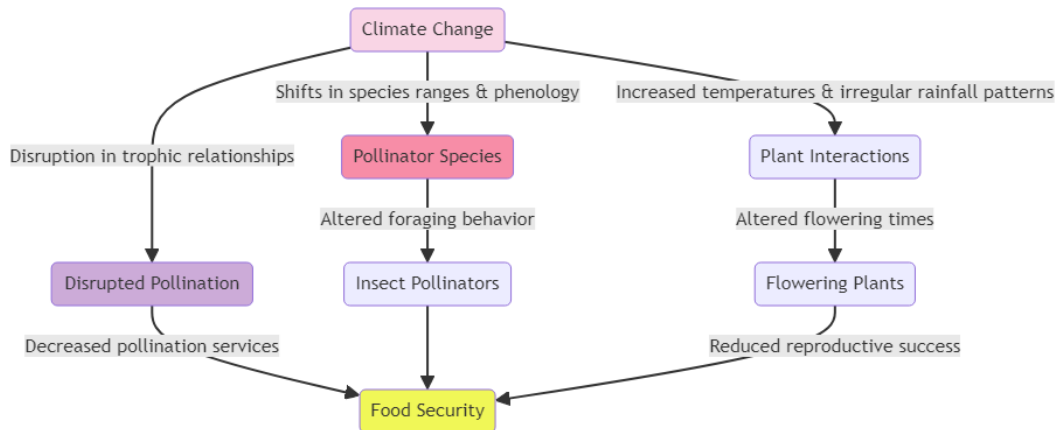 Climate Change
Shifts in species ranges & phenology
Increased temperatures & irregular rainfall patterns
Disruption in trophic relationships
Pollinator Species
Plant Interactions
Altered foraging behavior
Altered flowering times
Disrupted Pollination
Insect Pollinators
Flowering Plants
Decreased pollination services
Reduced reproductive success
Food Security